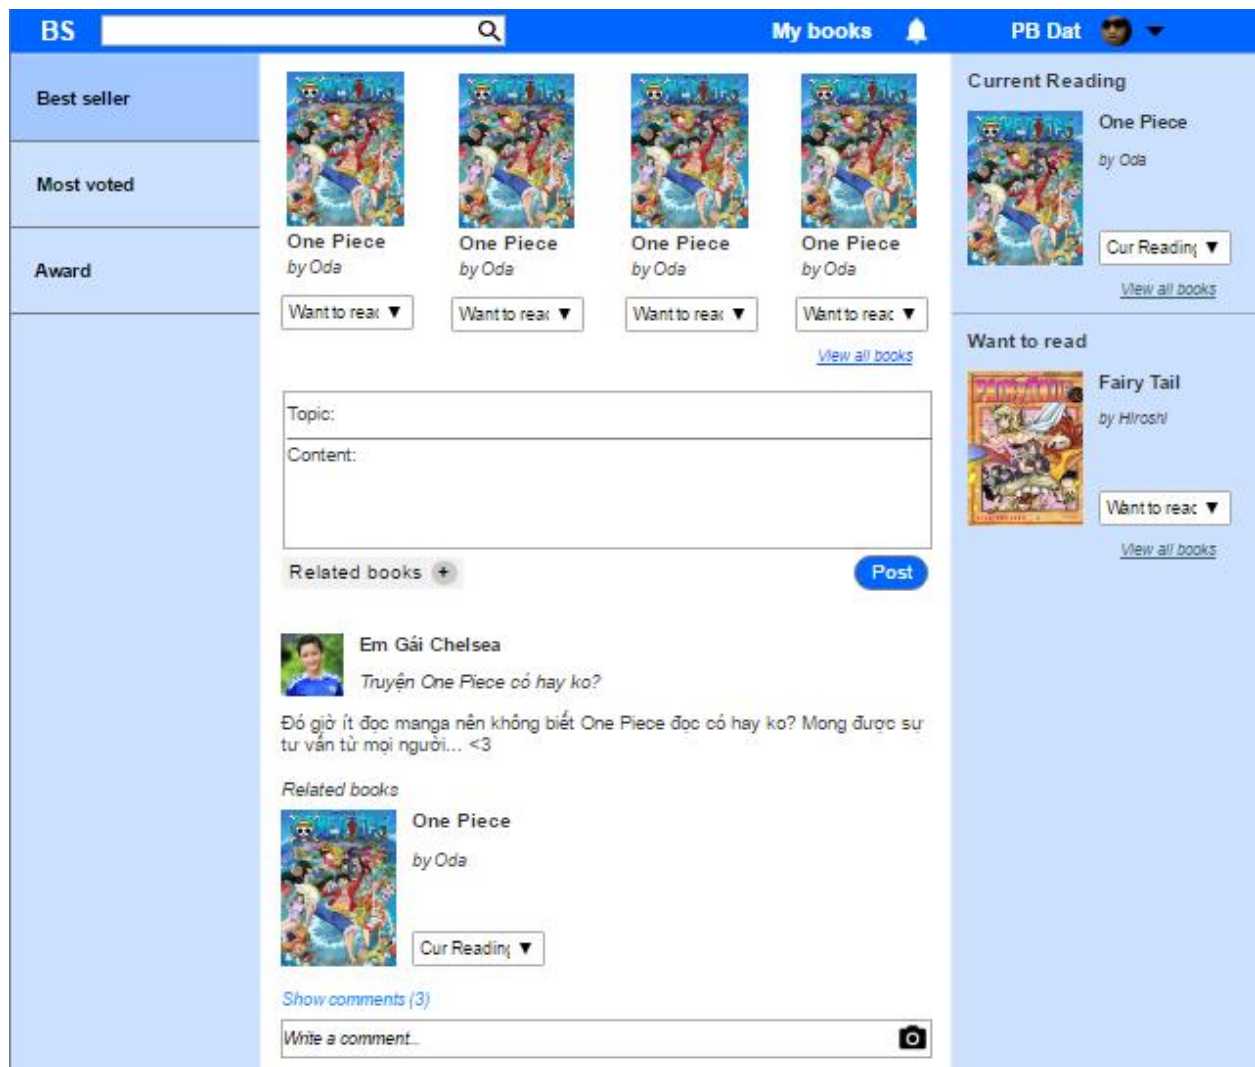 BS
My books
PB Dat
Best seller
Most voted
Award
One Piece
by Oda
Want to reac ▼
One Piece
by Oda
Want to reac ▼
One Piece
by Oda
Want to reac ▼
One Piece
by Oda
Want to reac ▼
View all books
Topic:
Content:
Related books +
Post
Em Gái Chelsea
Truyện One Piece có hay ko?
Đó giờ ít đọc manga nên không biết One Piece đọc có hay ko? Mong được sự
tư vấn từ mọi người... <3
Related books
One Piece
by Oda
Cur Reading ▼
Show comments (3)
Write a comment...
Current Reading
One Piece
by Oda
Cur Reading ▼
View all books
Want to read
Fairy Tail
by Hiroshi
Want to reac ▼
View all books